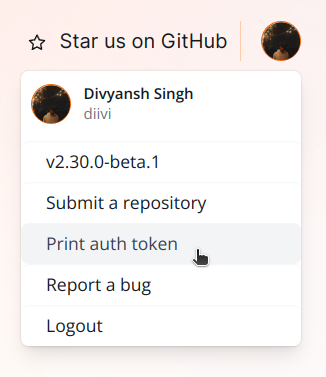 Star us on GitHub
Divyansh Singh
diivi
v2.30.0-beta.1
Submit a repository
Print auth token
Report a bug
Logout